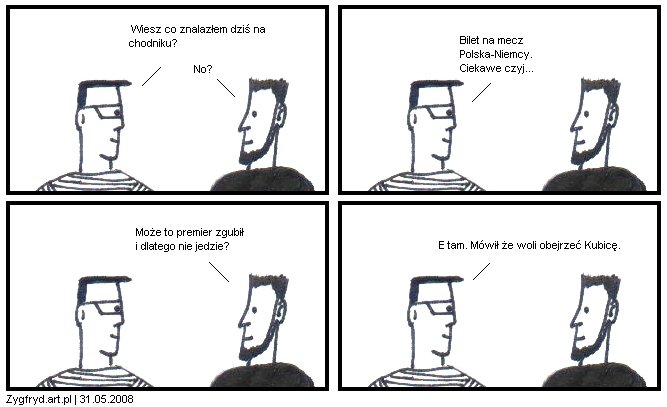 Wiesz co znalazłem dziś na
chodniku?
No?
Bilet na mecz
Polska-Niemcy.
Ciekawe czyj...
Może to premier zgubił
i dlatego nie jedzie?
E tam. Mówił że woli obejrzeć Kubicę.
Zygfryd.art.pl | 31.05.2008